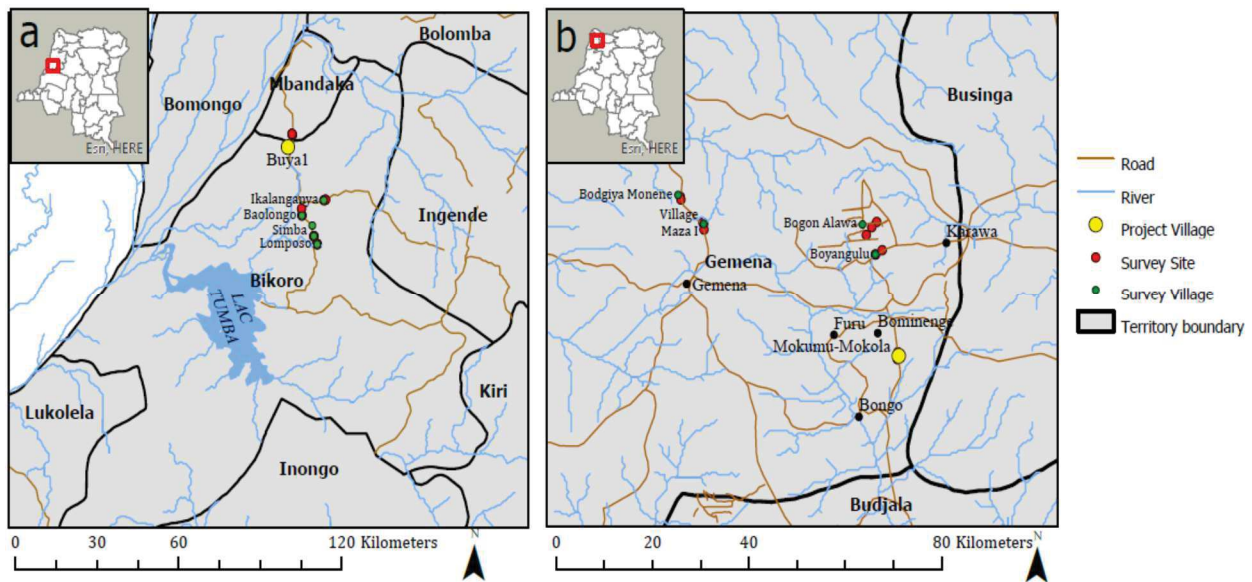 a
Esri, HERE
Bolomba
Mbandaka
Bomongo
Buya1
Ikalanganya
Baolongo
Simba
Lomposo
Ingende
Bikoro
LAC
TUMBA
Kiri
Lukolela
Inongo
0 30 60 120 Kilometers
N
b
Esri, HERE
Businga
Bodgiya Monene
Village
Maza I
Bogon Alawa
Karawa
Boyangulu
Gemena
Gemena
Furu
Bominenge
Mokumu-Mokola
Bongo
Budjala
0 20 40 80 Kilometers
N
Road
River
Project Village
Survey Site
Survey Village
Territory boundary